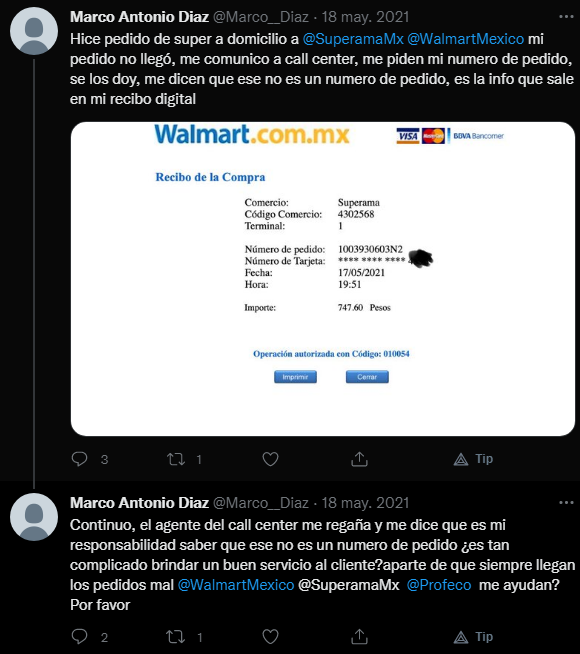 Marco Antonio Diaz @Marco__Diaz · 18 may. 2021
Hice pedido de super a domicilio a @SuperamaMx @WalmartMexico mi
pedido no llegó, me comunico a call center, me piden mi numero de pedido,
se los doy, me dicen que ese no es un numero de pedido, es la info que sale
en mi recibo digital
Walmart.com.mx
VISA MasterCard BBVA Bancomer
Recibo de la Compra
Comercio: Superama
Código Comercio: 4302568
Terminal: 1
Número de pedido: 1003930603N2
Número de Tarjeta: **** **** ****
Fecha: 17/05/2021
Hora: 19:51
Importe: 747.60 Pesos
Operación autorizada con Código: 010054
Imprimir Cerrar
3 1 Tip
Marco Antonio Diaz @Marco__Diaz · 18 may. 2021
Continuo, el agente del call center me regaña y me dice que es mi
responsabilidad saber que ese no es un numero de pedido ¿es tan
complicado brindar un buen servicio al cliente?aparte de que siempre llegan
los pedidos mal @WalmartMexico @SuperamaMx @Profeco me ayudan?
Por favor
2 1 Tip